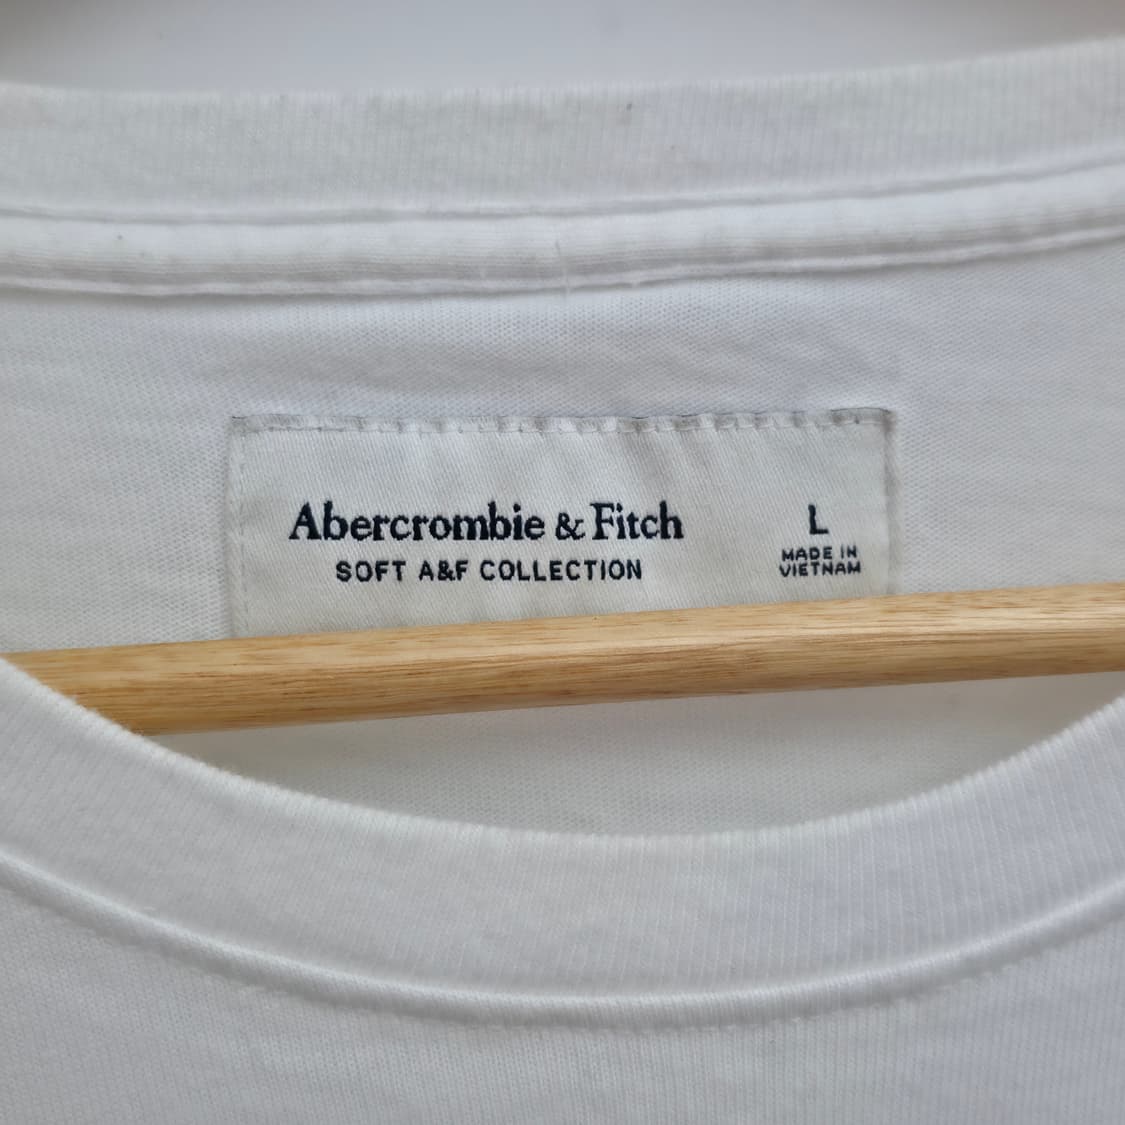 Abercrombie & Fitch
SOFT A&F COLLECTION
L
MADE IN
VIETNAM